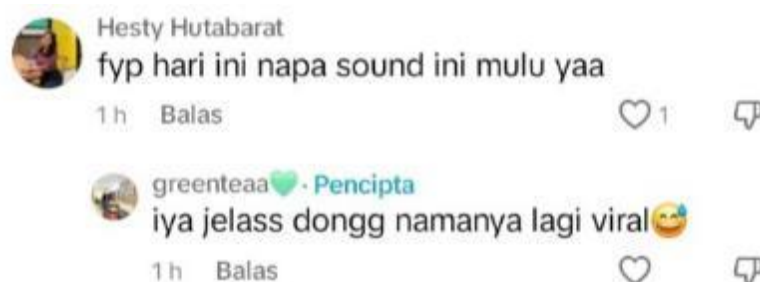 Hesty Hutabarat
fyp hari ini napa sound ini mulu yaa
1 h Balas 1
greenteaa💚 · Pencipta
iya jelass dongg namanya lagi viral😅
1 h Balas